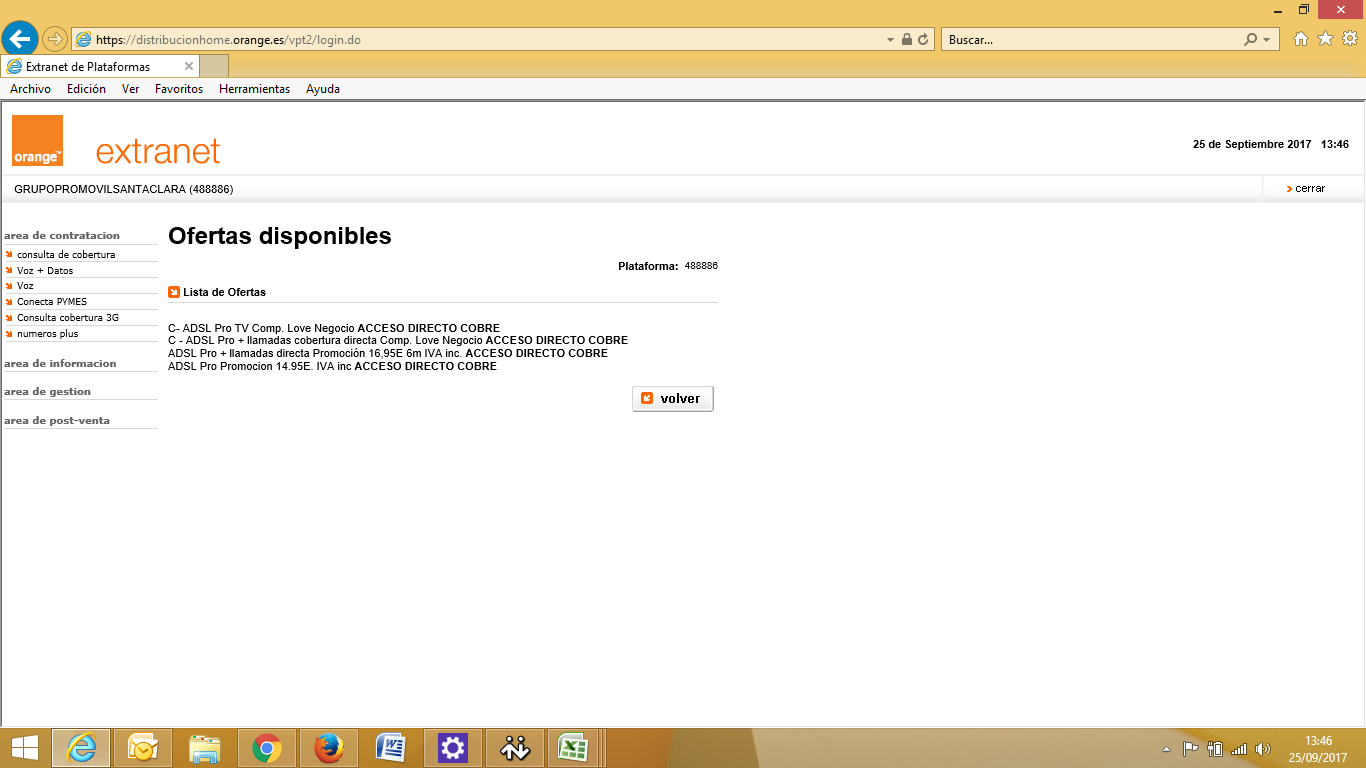 https://distribucionhome.orange.es/vpt2/login.do
Buscar...
Extranet de Plataformas
Archivo Edición Ver Favoritos Herramientas Ayuda
orange™ extranet
25 de Septiembre 2017 13:46
GRUPOPROMOVILSANTACLARA (488886)
cerrar
area de contratacion
consulta de cobertura
Voz + Datos
Voz
Conecta PYMES
Consulta cobertura 3G
numeros plus
area de informacion
area de gestion
area de post-venta
Ofertas disponibles
Plataforma: 488886
Lista de Ofertas
C- ADSL Pro TV Comp. Love Negocio ACCESO DIRECTO COBRE
C - ADSL Pro + llamadas cobertura directa Comp. Love Negocio ACCESO DIRECTO COBRE
ADSL Pro + llamadas directa Promoción 16,95E 6m IVA inc. ACCESO DIRECTO COBRE
ADSL Pro Promocion 14.95E. IVA inc ACCESO DIRECTO COBRE
volver
13:46
25/09/2017